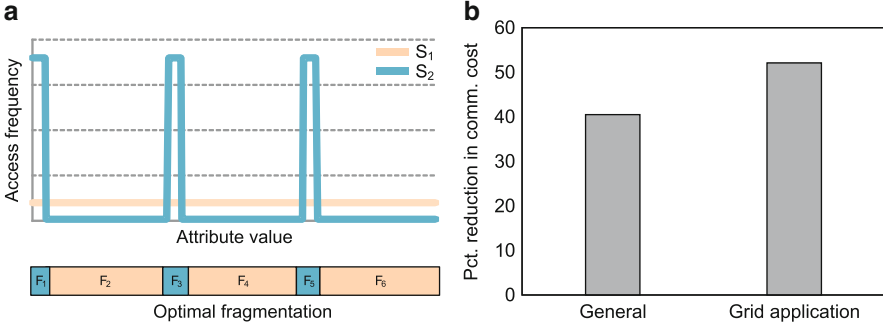 a
Access frequency
S₁
S₂
Attribute value
F₁ F₂ F₃ F₄ F₅ F₆
Optimal fragmentation
b
Pct. reduction in comm. cost
60
50
40
30
20
10
0
General Grid application